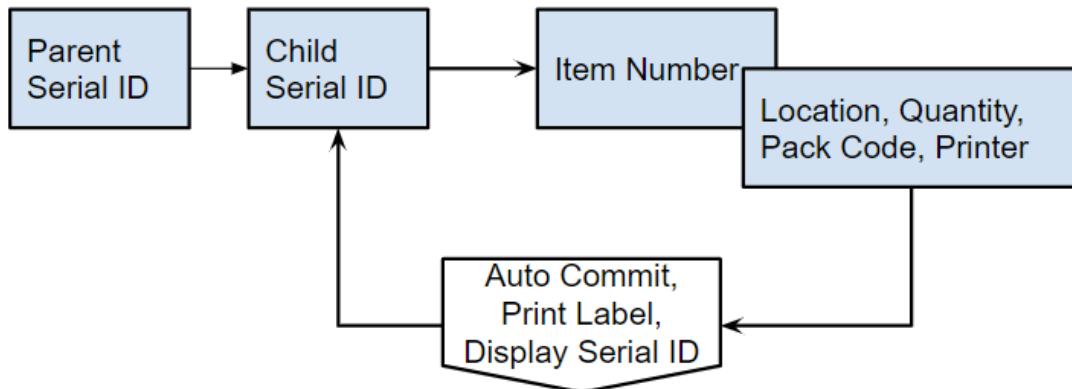 Parent
Serial ID
Child
Serial ID
Item Number
Location, Quantity,
Pack Code, Printer
Auto Commit,
Print Label,
Display Serial ID